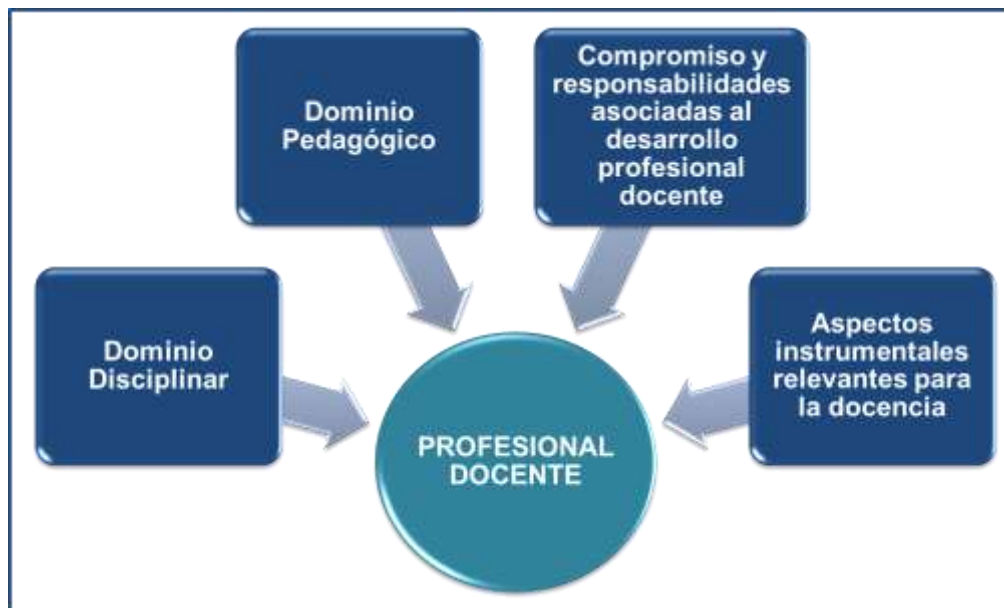 Dominio
Pedagógico
Compromiso y
responsabilidades
asociadas al
desarrollo
profesional
docente
Dominio
Disciplinar
Aspectos
instrumentales
relevantes para
la docencia
PROFESIONAL
DOCENTE